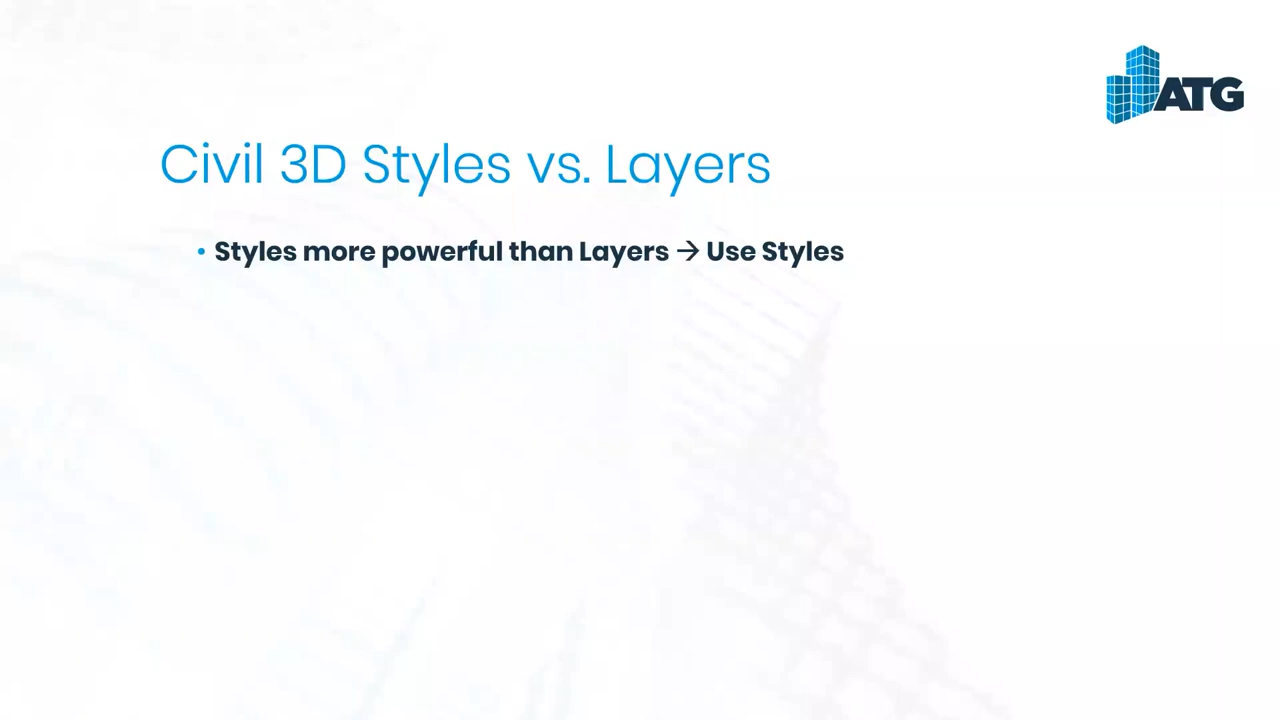 ATG
Civil 3D Styles vs. Layers
• Styles more powerful than Layers → Use Styles